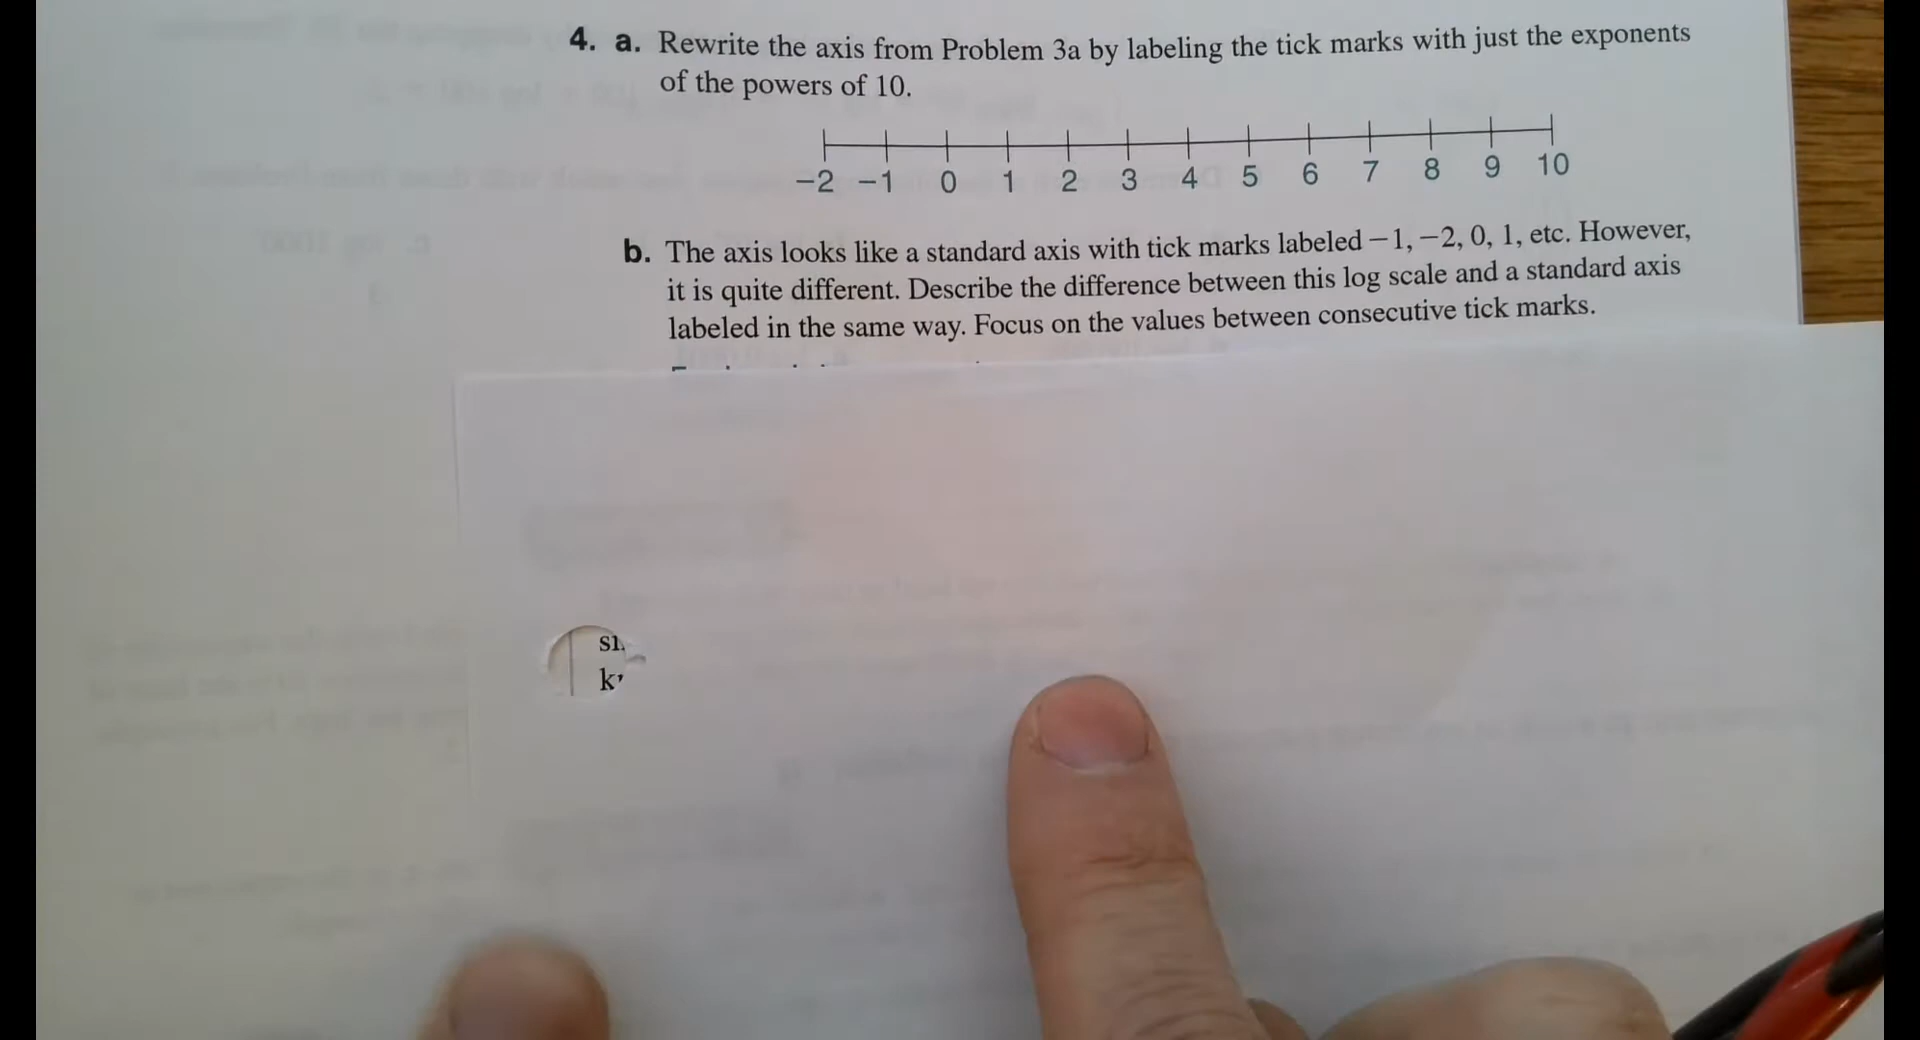 4. a. Rewrite the axis from Problem 3a by labeling the tick marks with just the exponents
of the powers of 10.
−2 −1 0 1 2 3 4 5 6 7 8 9 10
b. The axis looks like a standard axis with tick marks labeled −1, −2, 0, 1, etc. However,
it is quite different. Describe the difference between this log scale and a standard axis
labeled in the same way. Focus on the values between consecutive tick marks.